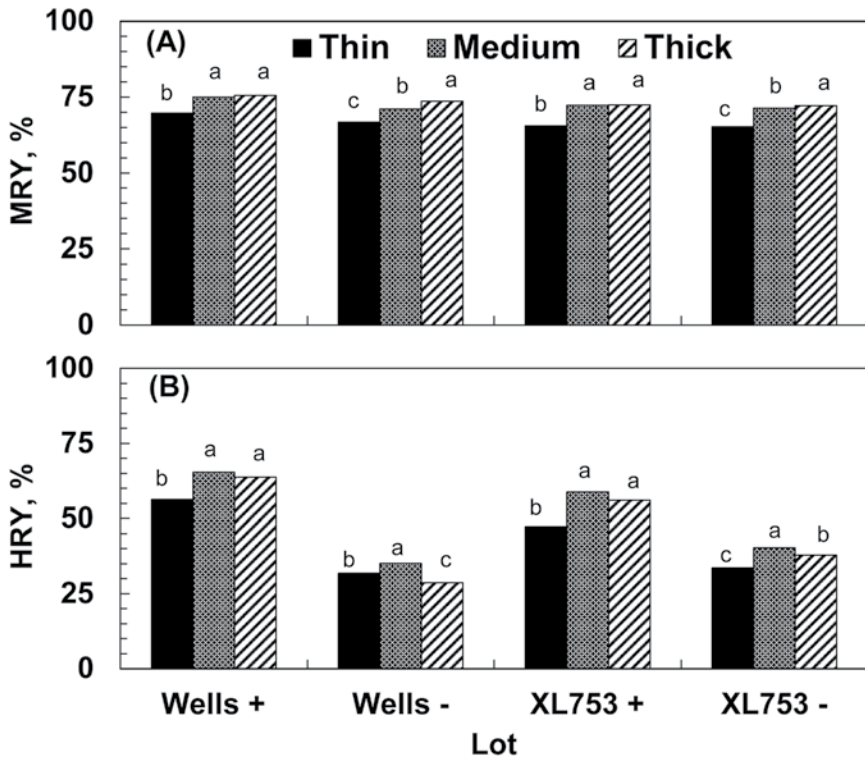 100
(A)
Thin Medium Thick
a a
b
75
c b a
b
a a
c
b a
50
25
0
MRY, %
100
(B)
75
a a
b
50
b a c
b
a a
c
a b
25
0
HRY, %
Wells + Wells - XL753 + XL753 -
Lot